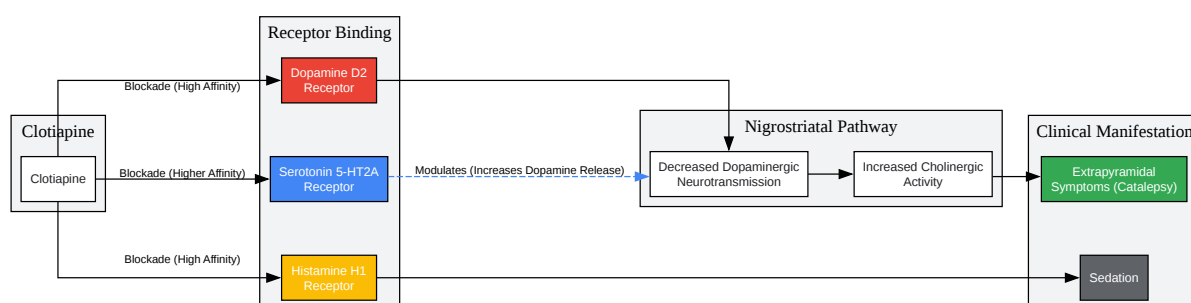 Receptor Binding
Dopamine D2
Receptor
Blockade (High Affinity)
Clotiapine
Clotiapine
Blockade (Higher Affinity)
Serotonin 5-HT2A
Receptor
Modulates (Increases Dopamine Release)
Nigrostriatal Pathway
Decreased Dopaminergic
Neurotransmission
Increased Cholinergic
Activity
Clinical Manifestation
Extrapyramidal
Symptoms (Catalepsy)
Blockade (High Affinity)
Histamine H1
Receptor
Sedation